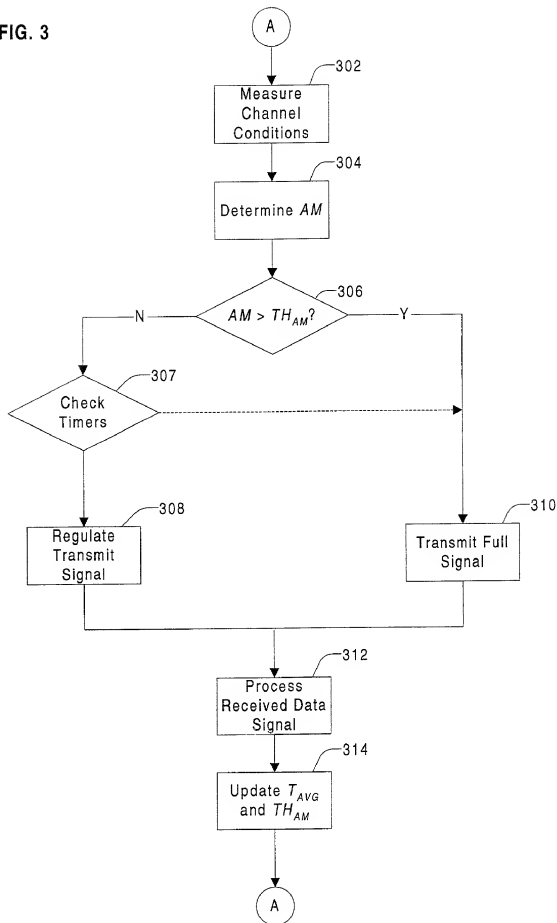 FIG. 3
A
302
Measure
Channel
Conditions
304
Determine AM
306
AM > TH_AM?
N
Y
307
Check
Timers
308
Regulate
Transmit
Signal
310
Transmit Full
Signal
312
Process
Received Data
Signal
314
Update T_AVG
and TH_AM
A